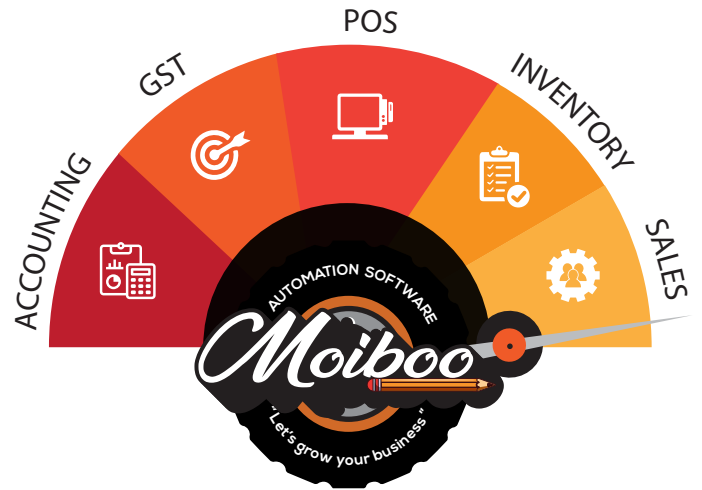 ACCOUNTING
GST
POS
INVENTORY
SALES
AUTOMATION SOFTWARE
Moiboo
"Let's grow your business"